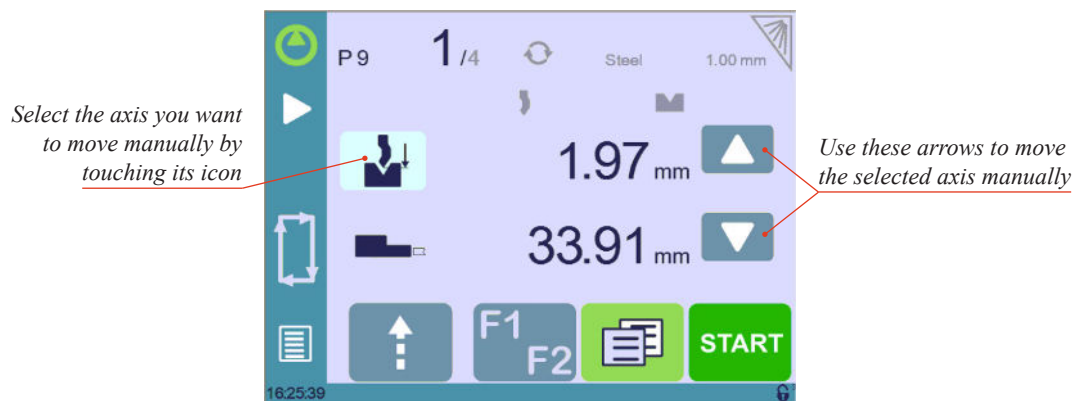 P 9 1 /4 Steel 1.00 mm
Select the axis you want
to move manually by
touching its icon
1.97 mm
Use these arrows to move
the selected axis manually
33.91 mm
F1
F2
START
16:25:39